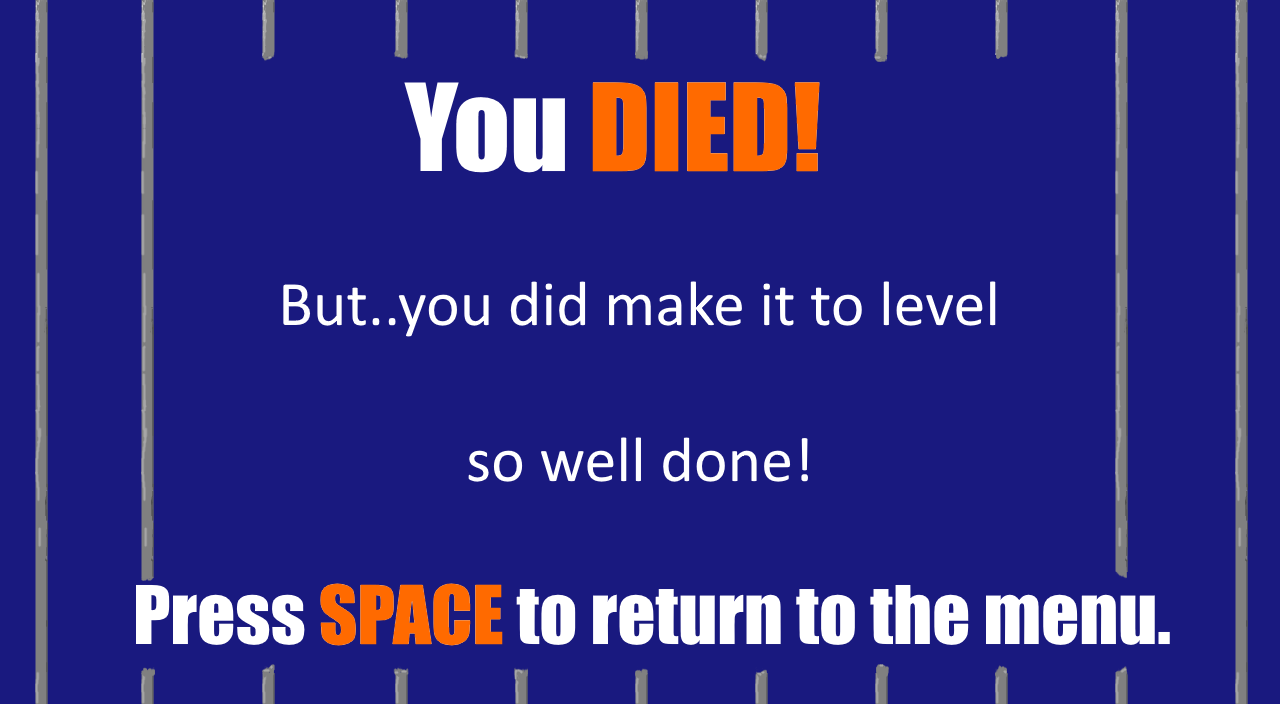 You DIED!
But..you did make it to level
so well done!
Press SPACE to return to the menu.